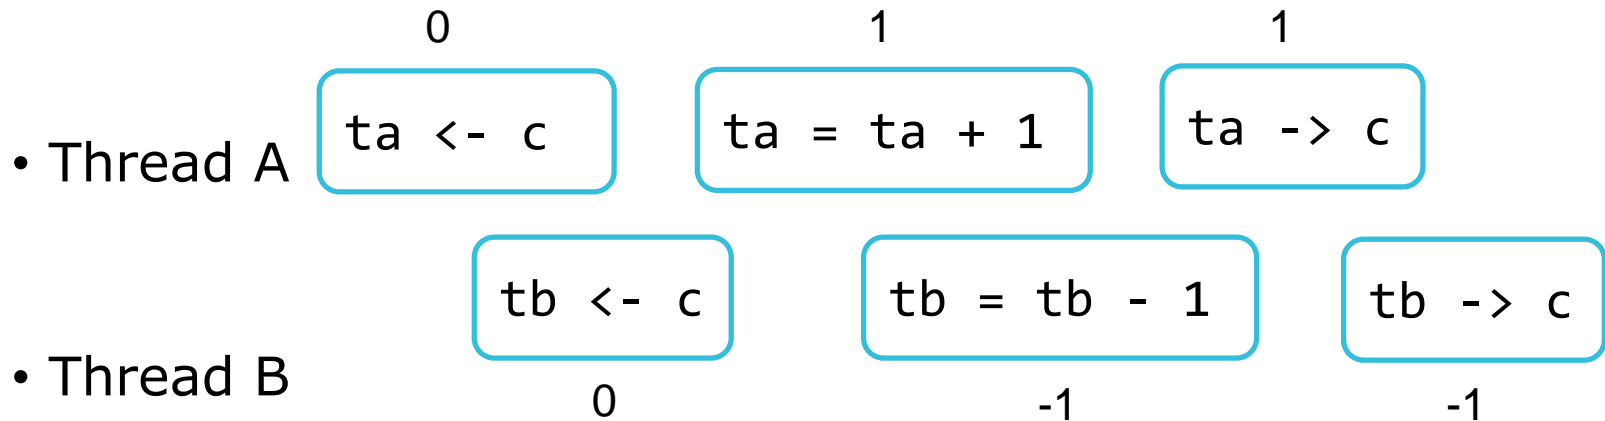 0 1 1
• Thread A ta <- c ta = ta + 1 ta -> c
tb <- c tb = tb - 1 tb -> c
• Thread B
0 -1 -1